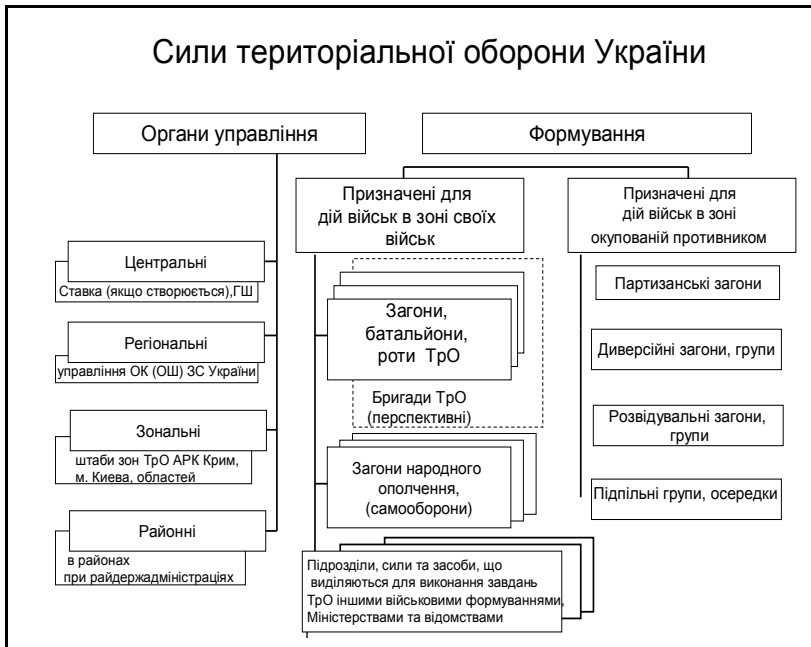 Сили територіальної оборони України
Органи управління
Центральні
Ставка (якщо створюється),ГШ
Регіональні
управління ОК (ОШ) ЗС України
Зональні
штаби зон ТрО АРК Крим,
м. Києва, областей
Районні
в районах
при райдержадміністраціях
Формування
Призначені для
дій військ в зоні своїх
військ
Загони,
батальйони,
роти ТрО
Бригади ТрО
(перспективні)
Загони народного
ополчення,
(самооборони)
Підрозділи, сили та засоби, що
виділяються для виконання завдань
ТрО іншими військовими формуваннями,
Міністерствами та відомствами
Призначені для
дій військ в зоні
окупованій противником
Партизанські загони
Диверсійні загони, групи
Розвідувальні загони,
групи
Підпільні групи, осередки